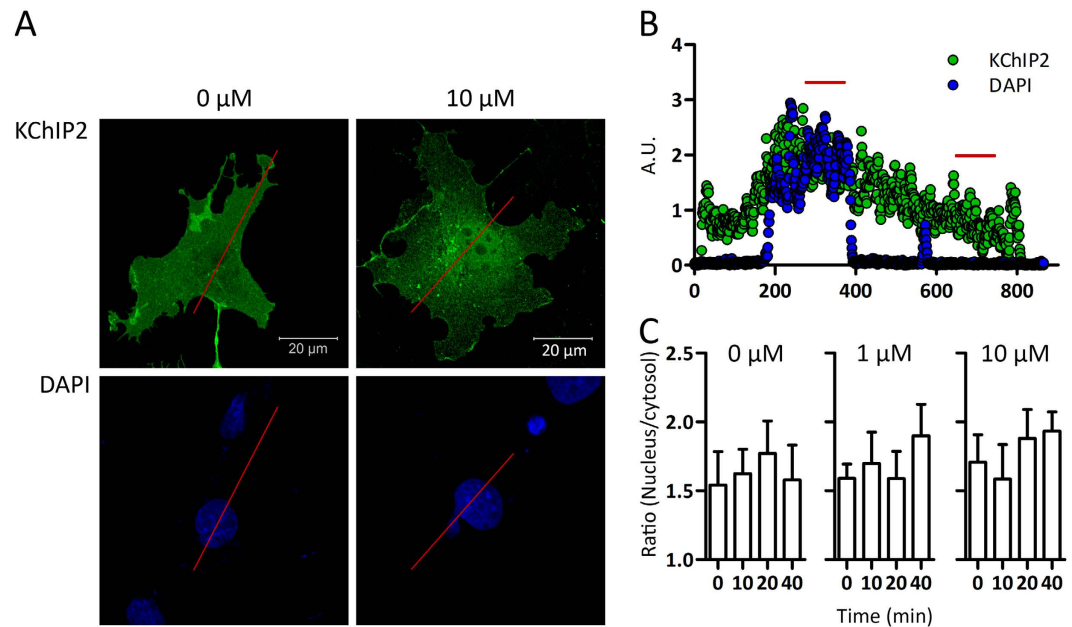 A
0 µM
10 µM
KChIP2
20 µm
20 µm
DAPI
B
4
3
2
1
0
A.U.
KChIP2
DAPI
0
200
400
600
800
C
Ratio (Nucleus/cytosol)
2.5
2.0
1.5
1.0
0 µM
1 µM
10 µM
0 10 20 40
0 10 20 40
0 10 20 40
Time (min)